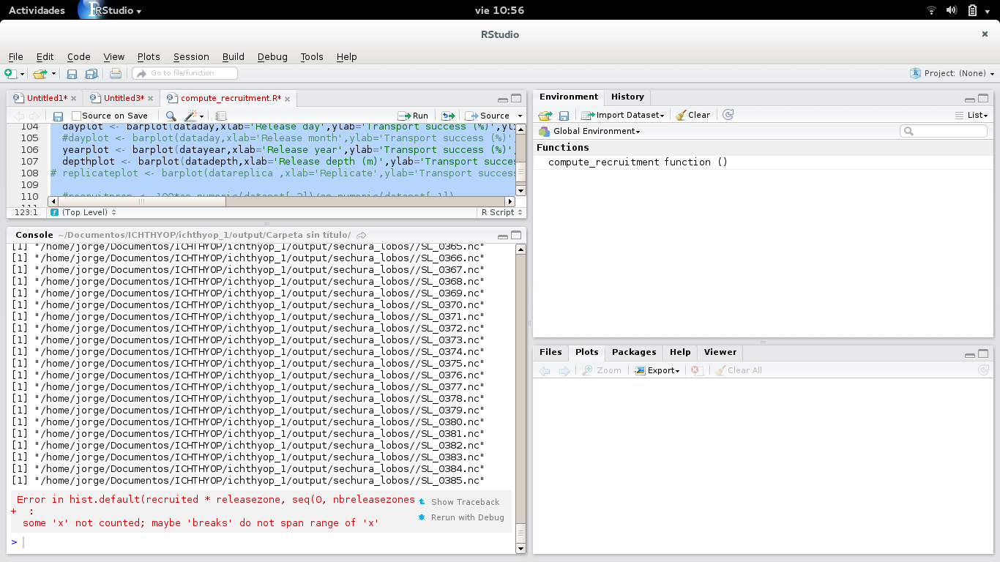 Actividades RStudio vie 10:56
RStudio
File Edit Code View Plots Session Build Debug Tools Help
Go to file/function Project: (None)
Untitled1* Untitled3* compute_recruitment.R*
Source on Save Run Source
104 dayplot <- barplot(dataday,xlab='Release day',ylab='Transport success (%)',yli
105 #dayplot <- barplot(dataday,xlab='Release month',ylab='Transport success (%)',
106 yearplot <- barplot(datayear,xlab='Release year',ylab='Transport success (%)',
107 depthplot <- barplot(datadepth,xlab='Release depth (m)',ylab='Transport succes
108 # replicateplot <- barplot(datareplica ,xlab='Replicate',ylab='Transport success
109
110 #recruitprop <- 100*as.numeric(dataset[,2])/as.numeric(dataset[,1])
111
123:1 (Top Level) R Script
Console ~/Documentos/ICHTHYOP/ichthyop_1/output/Carpeta sin título/
[1] "/home/jorge/Documentos/ICHTHYOP/ichthyop_1/output/sechura_lobos//SL_0365.nc"
[1] "/home/jorge/Documentos/ICHTHYOP/ichthyop_1/output/sechura_lobos//SL_0366.nc"
[1] "/home/jorge/Documentos/ICHTHYOP/ichthyop_1/output/sechura_lobos//SL_0367.nc"
[1] "/home/jorge/Documentos/ICHTHYOP/ichthyop_1/output/sechura_lobos//SL_0368.nc"
[1] "/home/jorge/Documentos/ICHTHYOP/ichthyop_1/output/sechura_lobos//SL_0369.nc"
[1] "/home/jorge/Documentos/ICHTHYOP/ichthyop_1/output/sechura_lobos//SL_0370.nc"
[1] "/home/jorge/Documentos/ICHTHYOP/ichthyop_1/output/sechura_lobos//SL_0371.nc"
[1] "/home/jorge/Documentos/ICHTHYOP/ichthyop_1/output/sechura_lobos//SL_0372.nc"
[1] "/home/jorge/Documentos/ICHTHYOP/ichthyop_1/output/sechura_lobos//SL_0373.nc"
[1] "/home/jorge/Documentos/ICHTHYOP/ichthyop_1/output/sechura_lobos//SL_0374.nc"
[1] "/home/jorge/Documentos/ICHTHYOP/ichthyop_1/output/sechura_lobos//SL_0375.nc"
[1] "/home/jorge/Documentos/ICHTHYOP/ichthyop_1/output/sechura_lobos//SL_0376.nc"
[1] "/home/jorge/Documentos/ICHTHYOP/ichthyop_1/output/sechura_lobos//SL_0377.nc"
[1] "/home/jorge/Documentos/ICHTHYOP/ichthyop_1/output/sechura_lobos//SL_0378.nc"
[1] "/home/jorge/Documentos/ICHTHYOP/ichthyop_1/output/sechura_lobos//SL_0379.nc"
[1] "/home/jorge/Documentos/ICHTHYOP/ichthyop_1/output/sechura_lobos//SL_0380.nc"
[1] "/home/jorge/Documentos/ICHTHYOP/ichthyop_1/output/sechura_lobos//SL_0381.nc"
[1] "/home/jorge/Documentos/ICHTHYOP/ichthyop_1/output/sechura_lobos//SL_0382.nc"
[1] "/home/jorge/Documentos/ICHTHYOP/ichthyop_1/output/sechura_lobos//SL_0383.nc"
[1] "/home/jorge/Documentos/ICHTHYOP/ichthyop_1/output/sechura_lobos//SL_0384.nc"
[1] "/home/jorge/Documentos/ICHTHYOP/ichthyop_1/output/sechura_lobos//SL_0385.nc"
Error in hist.default(recruited * releasezone, seq(0, nbreleasezones
+ :
some 'x' not counted; maybe 'breaks' do not span range of 'x'
Show Traceback
Rerun with Debug
>
Environment History
Import Dataset Clear List
Global Environment
Functions
compute_recruitment function ()
Files Plots Packages Help Viewer
Zoom Export Clear All